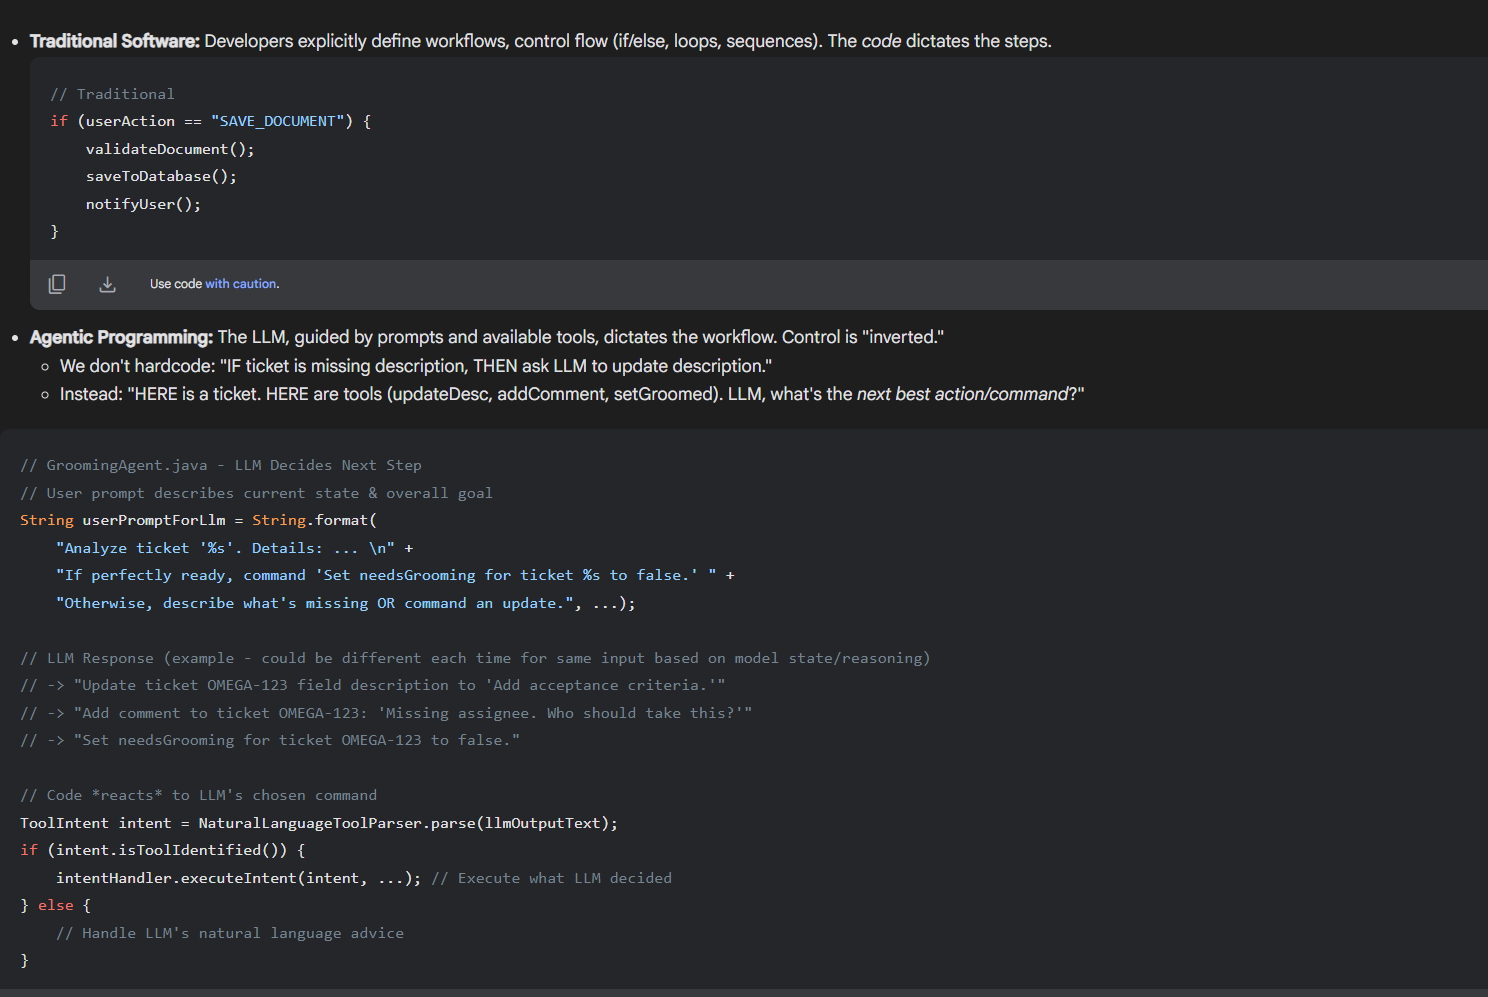 Traditional Software: Developers explicitly define workflows, control flow (if/else, loops, sequences). The code dictates the steps.
// Traditional
if (userAction == "SAVE_DOCUMENT") {
    validateDocument();
    saveToDatabase();
    notifyUser();
}
Use code with caution.
Agentic Programming: The LLM, guided by prompts and available tools, dictates the workflow. Control is "inverted."
We don't hardcode: "IF ticket is missing description, THEN ask LLM to update description."
Instead: "HERE is a ticket. HERE are tools (updateDesc, addComment, setGroomed). LLM, what's the next best action/command?"
// GroomingAgent.java - LLM Decides Next Step
// User prompt describes current state & overall goal
String userPromptForLlm = String.format(
    "Analyze ticket '%s'. Details: ... \n" +
    "If perfectly ready, command 'Set needsGrooming for ticket %s to false.' " +
    "Otherwise, describe what's missing OR command an update.", ...);
// LLM Response (example - could be different each time for same input based on model state/reasoning)
// -> "Update ticket OMEGA-123 field description to 'Add acceptance criteria.'"
// -> "Add comment to ticket OMEGA-123: 'Missing assignee. Who should take this?'"
// -> "Set needsGrooming for ticket OMEGA-123 to false."
// Code *reacts* to LLM's chosen command
ToolIntent intent = NaturalLanguageToolParser.parse(llmOutputText);
if (intent.isToolIdentified()) {
    intentHandler.executeIntent(intent, ...); // Execute what LLM decided
} else {
    // Handle LLM's natural language advice
}